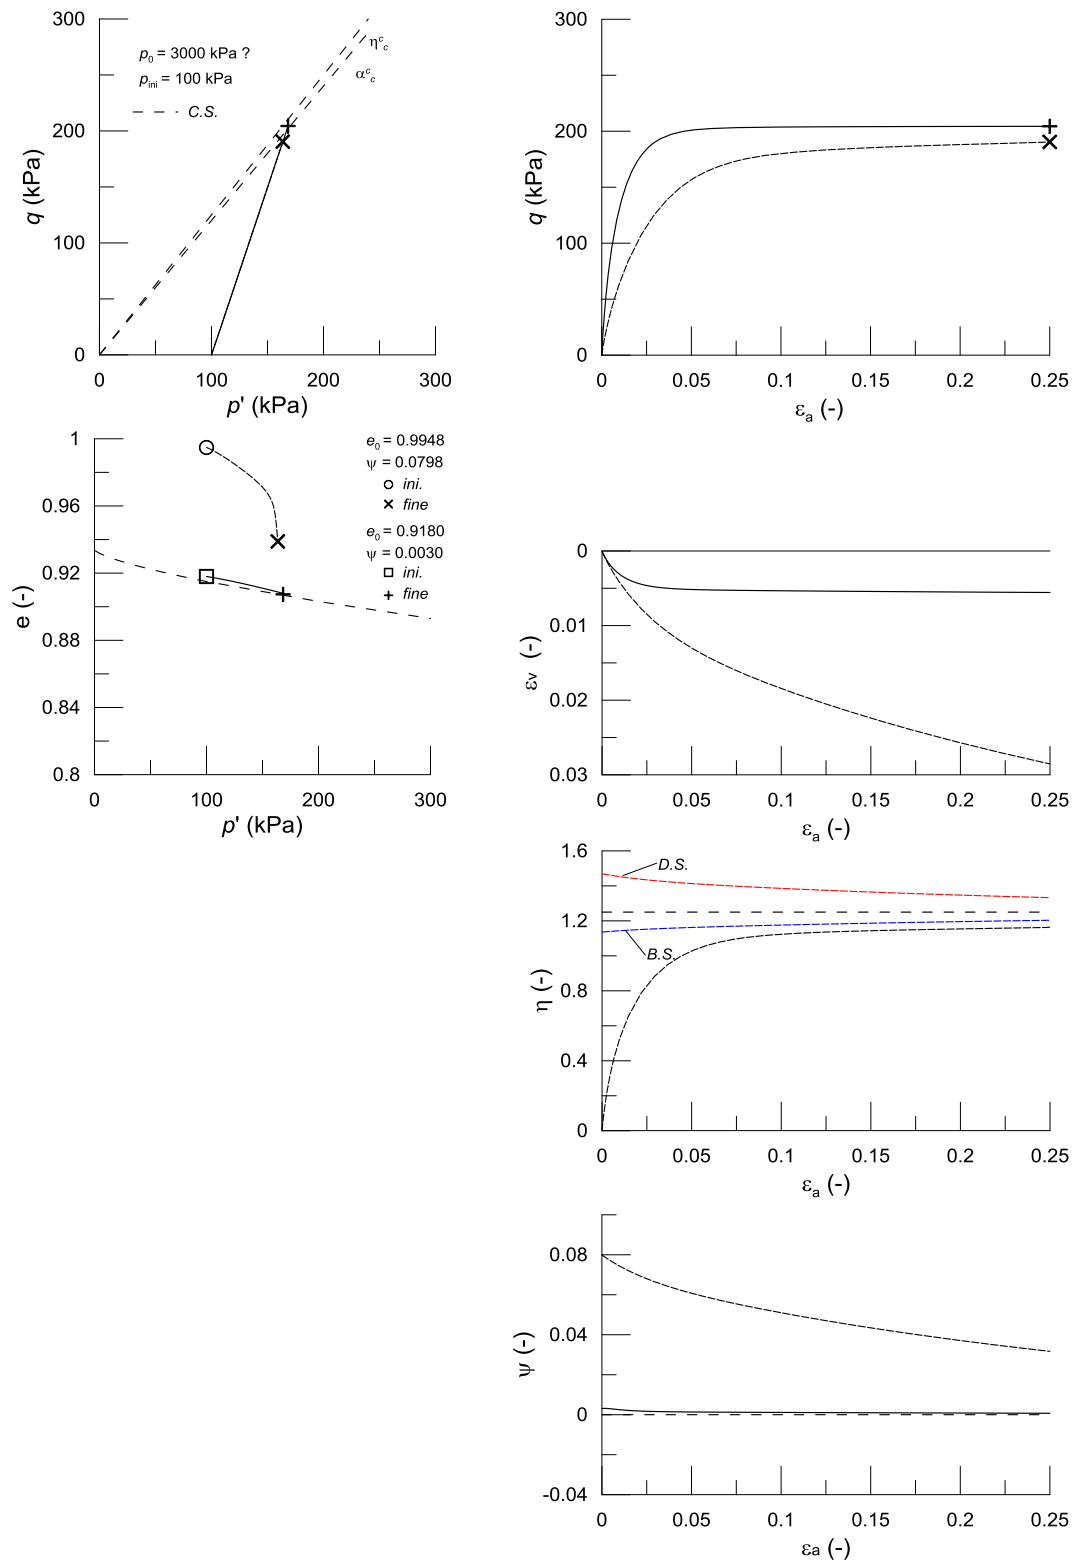 300
200
100
0
q (kPa)
p₀ = 3000 kPa ?
p_ini = 100 kPa
C.S.
η^c_c
α^c_c
0 100 200 300
p' (kPa)
300
200
100
0
q (kPa)
0 0.05 0.1 0.15 0.2 0.25
ε_a (-)
1
0.96
0.92
0.88
0.84
0.8
e (-)
e₀ = 0.9948
ψ = 0.0798
ini.
fine
e₀ = 0.9180
ψ = 0.0030
ini.
fine
0 100 200 300
p' (kPa)
0
0.01
0.02
0.03
εv (-)
0 0.05 0.1 0.15 0.2 0.25
ε_a (-)
1.6
1.2
0.8
0.4
0
η (-)
D.S.
B.S.
0 0.05 0.1 0.15 0.2 0.25
ε_a (-)
0.08
0.04
0
-0.04
ψ (-)
0 0.05 0.1 0.15 0.2 0.25
εa (-)